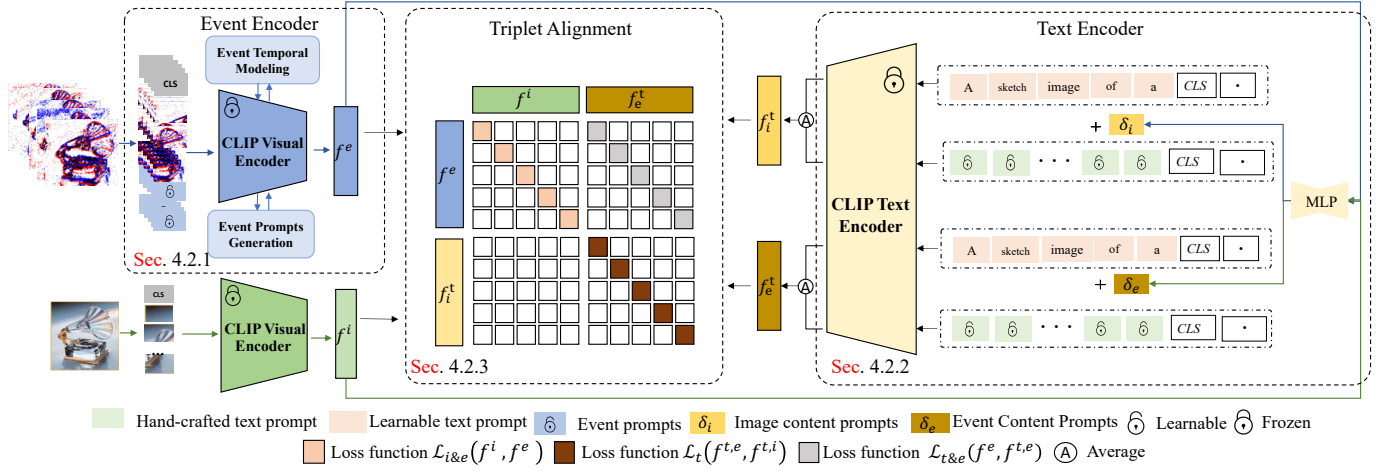 Event Encoder
Event Temporal
Modeling
CLS
CLIP Visual
Encoder
f^e
Event Prompts
Generation
Sec. 4.2.1
CLS
CLIP Visual
Encoder
f^i
Triplet Alignment
f^i f_e^t
f^e
f_i^t
Sec. 4.2.3
f_i^t
A
f_e^t
A
Text Encoder
CLIP Text
Encoder
A sketch image of a CLS .
+ δ_i
· · · CLS .
MLP
A sketch image of a CLS .
+ δ_e
· · · CLS .
Sec. 4.2.2
Hand-crafted text prompt Learnable text prompt Event prompts δ_i Image content prompts δ_e Event Content Prompts Learnable Frozen
Loss function ℒ_{i&e}(f^i, f^e) Loss function ℒ_t(f^{t,e}, f^{t,i}) Loss function ℒ_{t&e}(f^e, f^{t,e}) A Average